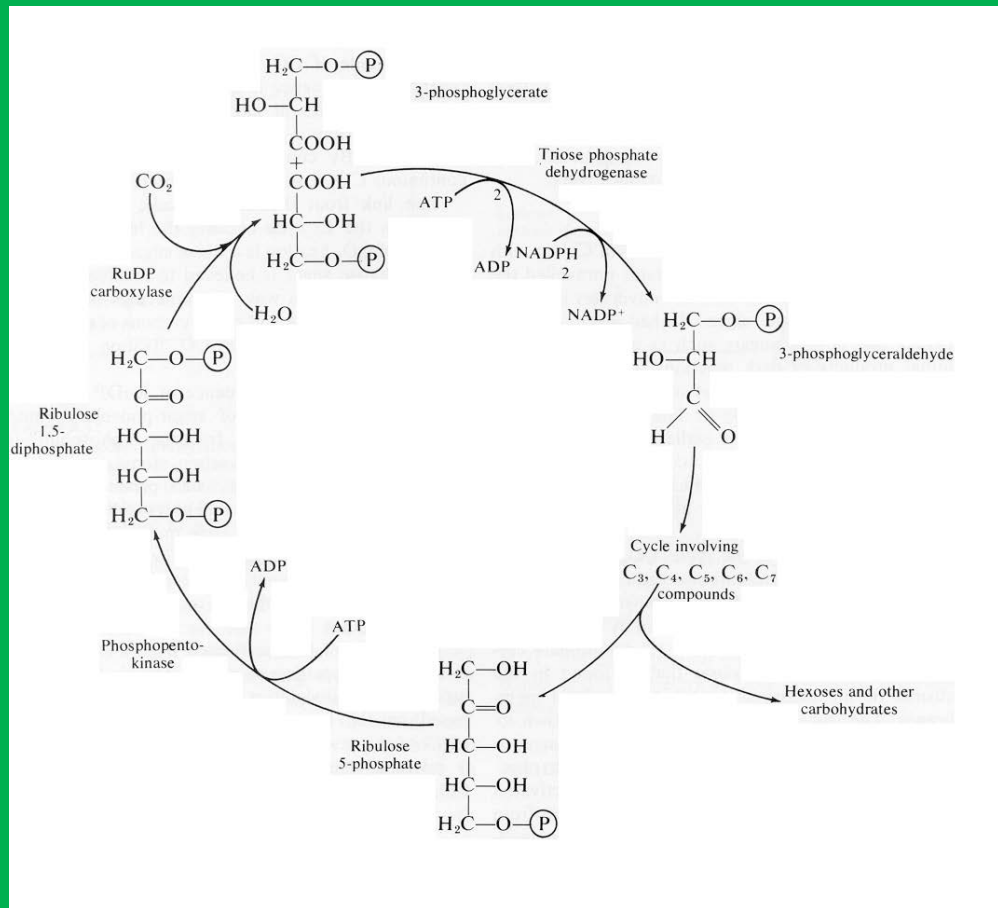 H₂C—O—P
HO—CH
COOH
+
COOH
HC—OH
H₂C—O—P
3-phosphoglycerate
Triose phosphate
dehydrogenase
ATP
2
ADP
NADPH
2
NADP⁺
CO₂
RuDP
carboxylase
H₂O
H₂C—O—P
HO—CH
C
H
O
3-phosphoglyceraldehyde
H₂C—O—P
C=O
HC—OH
HC—OH
H₂C—O—P
Ribulose
1,5-
diphosphate
Cycle involving
C₃, C₄, C₅, C₆, C₇
compounds
Hexoses and other
carbohydrates
ADP
ATP
Phosphopento-
kinase
H₂C—OH
C=O
HC—OH
HC—OH
H₂C—O—P
Ribulose
5-phosphate